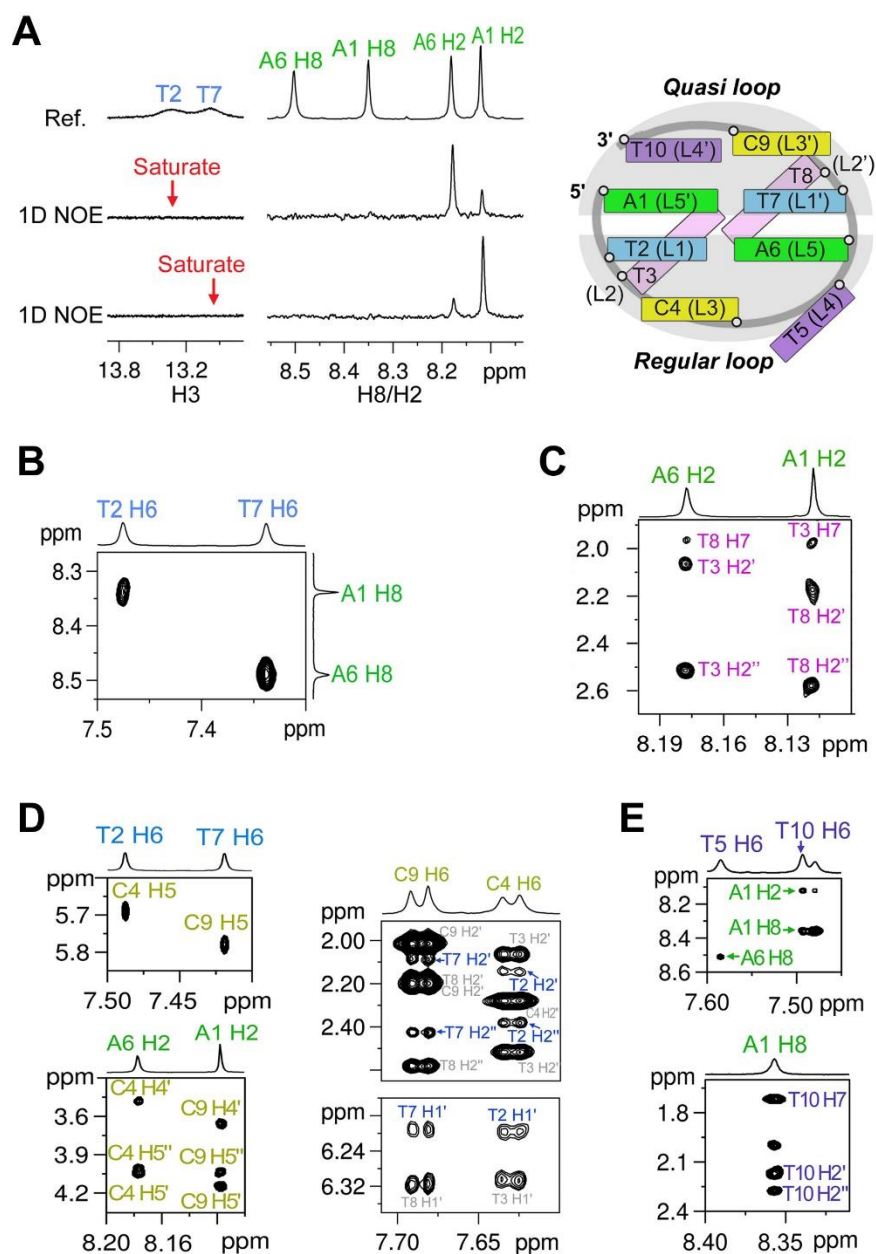 A
A6 H8
A1 H8
A6 H2
A1 H2
T2 T7
Ref.
Saturate
1D NOE
Saturate
1D NOE
13.8 13.2
H3
8.5 8.4 8.3 8.2 ppm
H8/H2
Quasi loop
3'
T10 (L4')
C9 (L3')
T8
(L2')
5'
A1 (L5')
T7 (L1')
T2 (L1)
A6 (L5)
T3
(L2)
C4 (L3)
T5 (L4)
Regular loop
B
T2 H6 T7 H6
ppm
8.3
8.4
8.5
A1 H8
A6 H8
7.5 7.4 ppm
C
A6 H2 A1 H2
ppm
2.0
2.2
2.6
T8 H7
T3 H7
T3 H2'
T8 H2'
T3 H2''
T8 H2''
8.19 8.16 8.13 ppm
D
T2 H6 T7 H6
ppm
C4 H5
C9 H5
5.7
5.8
7.50 7.45 ppm
A6 H2 A1 H2
ppm
C4 H4'
C9 H4'
C4 H5''
C9 H5''
C4 H5'
C9 H5'
3.6
3.9
4.2
8.20 8.16 ppm
C9 H6 C4 H6
ppm
2.00
2.20
2.40
C9 H2'
T7 H2'
T8 H2'
C9 H2'
T7 H2''
T8 H2''
T3 H2'
T2 H2'
C4 H2'
T2 H2''
T3 H2'
ppm
6.24
6.32
T7 H1'
T2 H1'
T8 H1'
T3 H1'
7.70 7.65 ppm
E
T5 H6
T10 H6
ppm
8.2
8.4
8.6
A1 H2
A1 H8
A6 H8
7.60 7.50 ppm
A1 H8
ppm
1.8
2.1
2.4
T10 H7
T10 H2'
T10 H2''
8.40 8.35 ppm